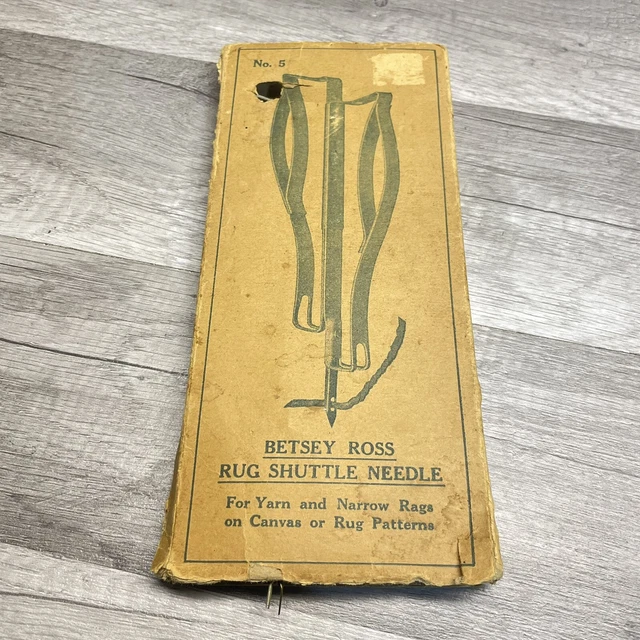 No. 5
BETSEY ROSS
RUG SHUTTLE NEEDLE
For Yarn and Narrow Rags
on Canvas or Rug Patterns